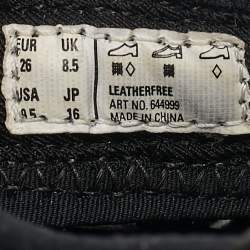 EUR UK
26 8.5
USA JP
9.5 16
LEATHERFREE
ART NO. 644999
MADE IN CHINA